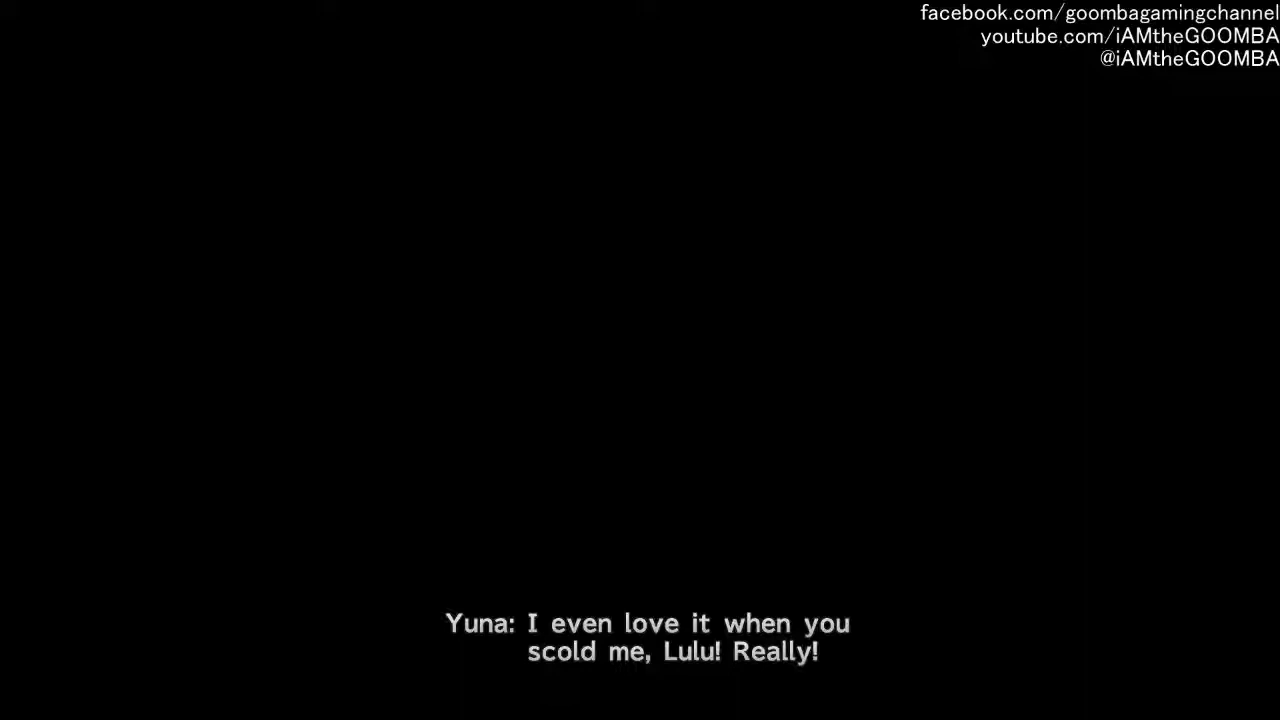 facebook.com/goombagamingchannel
youtube.com/iAMtheGOOMBA
@iAMtheGOOMBA
Yuna: I even love it when you
scold me, Lulu! Really!